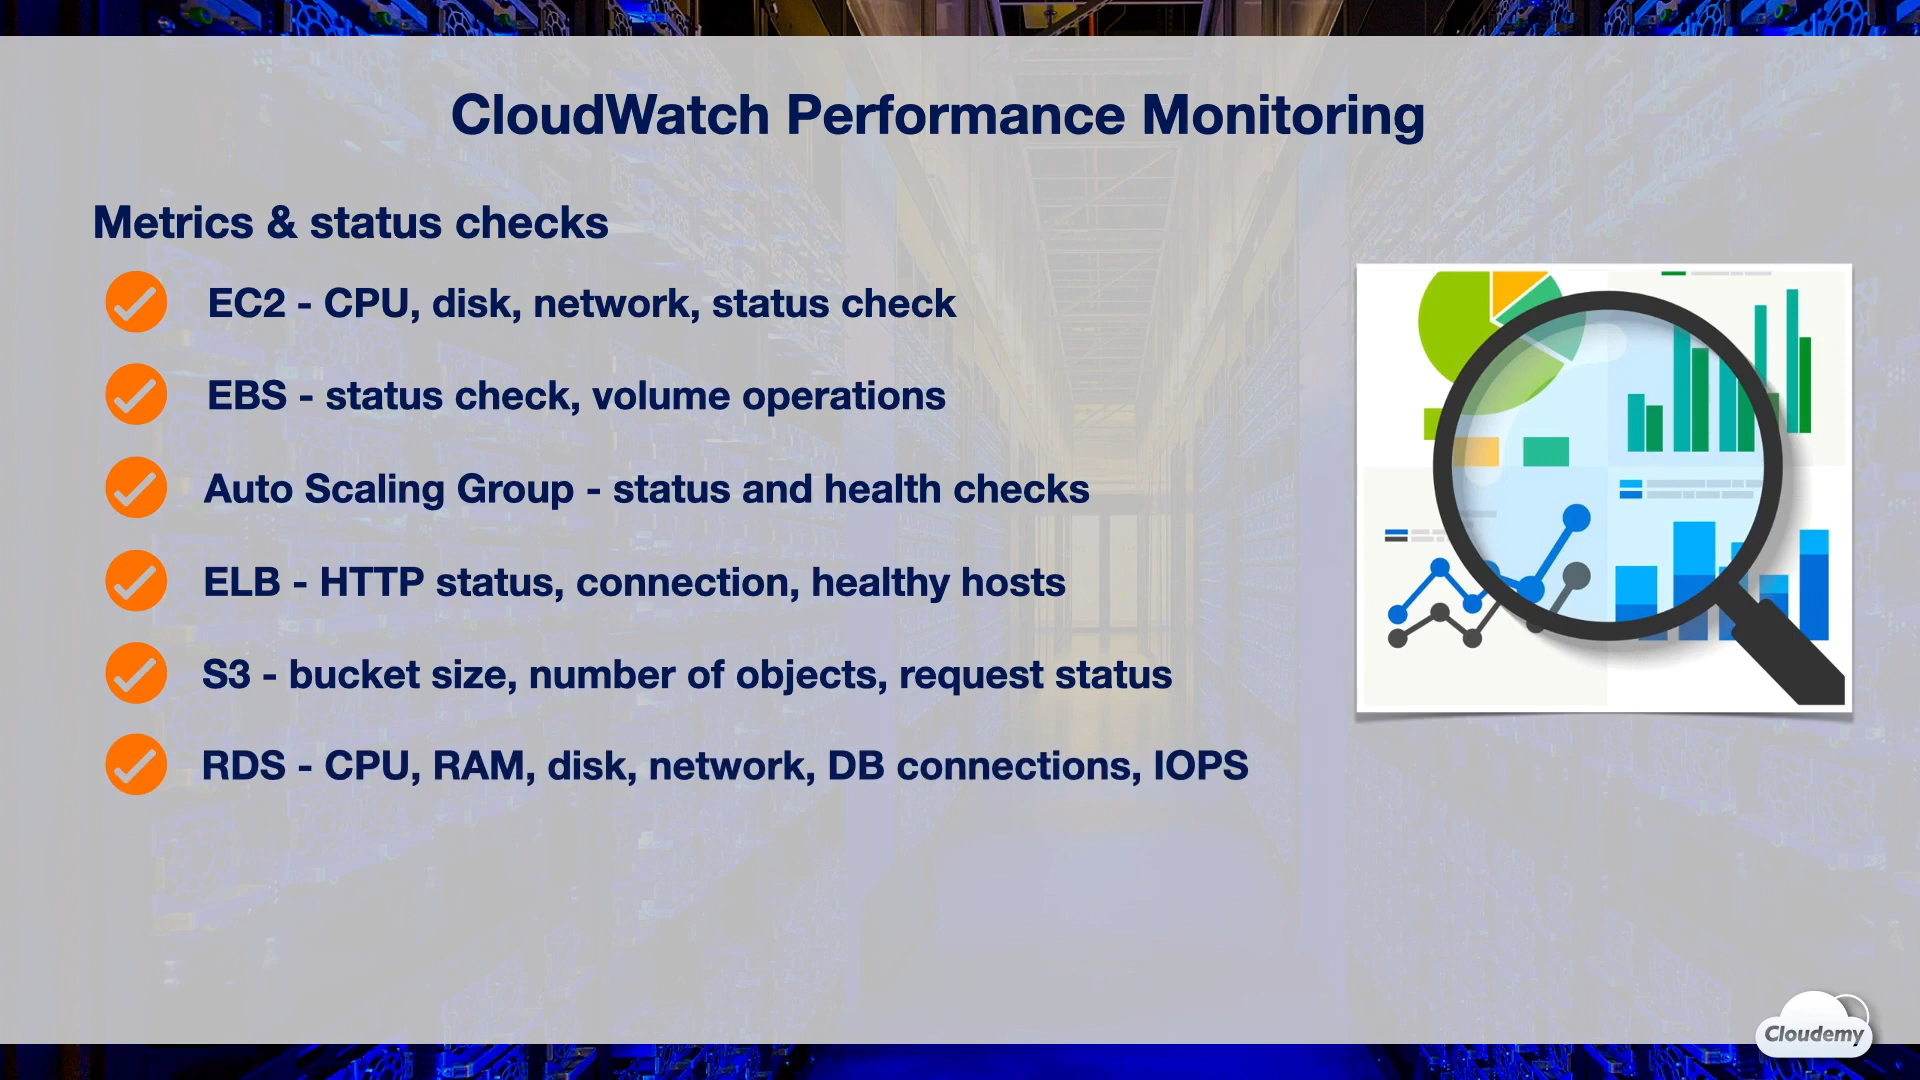 CloudWatch Performance Monitoring
Metrics & status checks
EC2 - CPU, disk, network, status check
EBS - status check, volume operations
Auto Scaling Group - status and health checks
ELB - HTTP status, connection, healthy hosts
S3 - bucket size, number of objects, request status
RDS - CPU, RAM, disk, network, DB connections, IOPS
Cloudemy